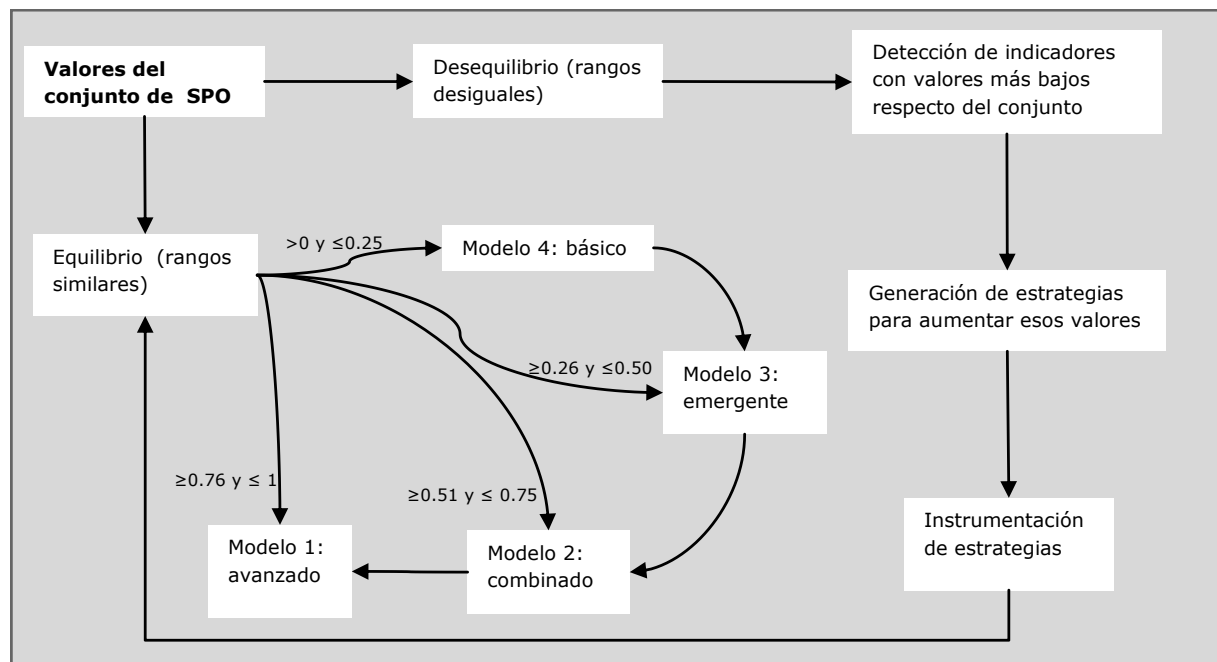 Valores del
conjunto de SPO
Desequilibrio (rangos
desiguales)
Detección de indicadores
con valores más bajos
respecto del conjunto
Equilibrio (rangos
similares)
>0 y ≤0.25
Modelo 4: básico
Generación de estrategias
para aumentar esos valores
≥0.26 y ≤0.50
Modelo 3:
emergente
≥0.76 y ≤ 1
≥0.51 y ≤ 0.75
Instrumentación
de estrategias
Modelo 1:
avanzado
Modelo 2:
combinado